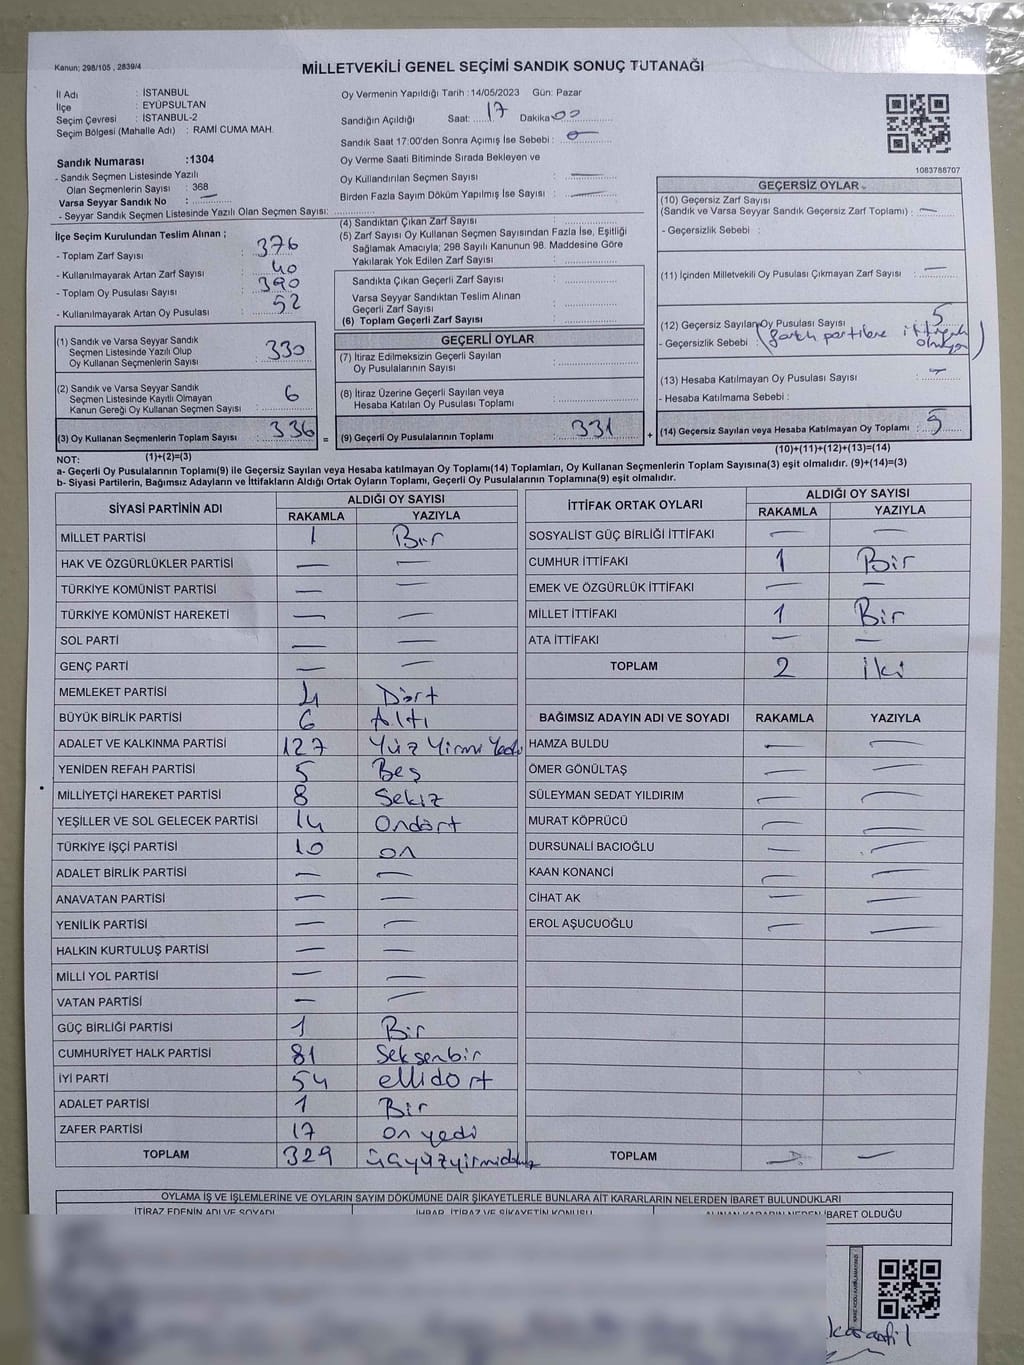 Kanun; 298/105 , 2839/4
MİLLETVEKİLİ GENEL SEÇİMİ SANDIK SONUÇ TUTANAĞI
İl Adı : İSTANBUL
İlçe : EYÜPSULTAN
Seçim Çevresi : İSTANBUL-2
Seçim Bölgesi (Mahalle Adı) : RAMİ CUMA MAH.
Sandık Numarası :1304
- Sandık Seçmen Listesinde Yazılı
Olan Seçmenlerin Sayısı : 368
Varsa Seyyar Sandık No : —
- Seyyar Sandık Seçmen Listesinde Yazılı Olan Seçmen Sayısı:
Oy Vermenin Yapıldığı Tarih :14/05/2023 Gün: Pazar
Sandığın Açıldığı Saat: 17 Dakika 00
Sandık Saat 17:00'den Sonra Açımış İse Sebebi : —
Oy Verme Saati Bitiminde Sırada Bekleyen ve
Oy Kullandırılan Seçmen Sayısı : —
Birden Fazla Sayım Döküm Yapılmış İse Sayısı : —
1083786707
İlçe Seçim Kurulundan Teslim Alınan ;
- Toplam Zarf Sayısı : 376
- Kullanılmayarak Artan Zarf Sayısı : 40
- Toplam Oy Pusulası Sayısı : 390
- Kullanılmayarak Artan Oy Pusulası : 52
(1) Sandık ve Varsa Seyyar Sandık
Seçmen Listesinde Yazılı Olup
Oy Kullanan Seçmenlerin Sayısı : 330
(2) Sandık ve Varsa Seyyar Sandık
Seçmen Listesinde Kayıtlı Olmayan
Kanun Gereği Oy Kullanan Seçmen Sayısı : 6
(3) Oy Kullanan Seçmenlerin Toplam Sayısı : 336 =
(4) Sandıktan Çıkan Zarf Sayısı :
(5) Zarf Sayısı Oy Kullanan Seçmen Sayısından Fazla İse, Eşitliği
Sağlamak Amacıyla; 298 Sayılı Kanunun 98. Maddesine Göre
Yakılarak Yok Edilen Zarf Sayısı :
Sandıkta Çıkan Geçerli Zarf Sayısı :
Varsa Seyyar Sandıktan Teslim Alınan
Geçerli Zarf Sayısı :
(6) Toplam Geçerli Zarf Sayısı :
GEÇERLİ OYLAR
(7) İtiraz Edilmeksizin Geçerli Sayılan
Oy Pusulalarının Sayısı :
(8) İtiraz Üzerine Geçerli Sayılan veya
Hesaba Katılan Oy Pusulası Toplamı :
(9) Geçerli Oy Pusulalarının Toplamı : 331 +
GEÇERSİZ OYLAR
(10) Geçersiz Zarf Sayısı
(Sandık ve Varsa Seyyar Sandık Geçersiz Zarf Toplamı) : —
- Geçersizlik Sebebi :
(11) İçinden Milletvekili Oy Pusulası Çıkmayan Zarf Sayısı : —
(12) Geçersiz Sayılan Oy Pusulası Sayısı : 5
- Geçersizlik Sebebi : (farklı partilere ittifak
olmayan)
(13) Hesaba Katılmayan Oy Pusulası Sayısı : —
- Hesaba Katılmama Sebebi :
(14) Geçersiz Sayılan veya Hesaba Katılmayan Oy Toplamı : 5
NOT: (1)+(2)=(3)
(10)+(11)+(12)+(13)=(14)
a- Geçerli Oy Pusulalarının Toplamı(9) ile Geçersiz Sayılan veya Hesaba katılmayan Oy Toplamı(14) Toplamları, Oy Kullanan Seçmenlerin Toplam Sayısına(3) eşit olmalıdır. (9)+(14)=(3)
b- Siyasi Partilerin, Bağımsız Adayların ve İttifakların Aldığı Ortak Oyların Toplamı, Geçerli Oy Pusulalarının Toplamına(9) eşit olmalıdır.
SİYASİ PARTİNİN ADI ALDIĞI OY SAYISI
RAKAMLA YAZIYLA
MİLLET PARTİSİ 1 Bir
HAK VE ÖZGÜRLÜKLER PARTİSİ — —
TÜRKİYE KOMÜNİST PARTİSİ — —
TÜRKİYE KOMÜNİST HAREKETİ — —
SOL PARTİ — —
GENÇ PARTİ — —
MEMLEKET PARTİSİ 4 Dört
BÜYÜK BİRLİK PARTİSİ 6 Altı
ADALET VE KALKINMA PARTİSİ 127 Yüz Yirmi Yedi
YENİDEN REFAH PARTİSİ 5 Beş
MİLLİYETÇİ HAREKET PARTİSİ 8 Sekiz
YEŞİLLER VE SOL GELECEK PARTİSİ 14 Ondört
TÜRKİYE İŞÇİ PARTİSİ 10 on
ADALET BİRLİK PARTİSİ — —
ANAVATAN PARTİSİ — —
YENİLİK PARTİSİ — —
HALKIN KURTULUŞ PARTİSİ — —
MİLLİ YOL PARTİSİ — —
VATAN PARTİSİ — —
GÜÇ BİRLİĞİ PARTİSİ 1 Bir
CUMHURİYET HALK PARTİSİ 81 Seksenbir
İYİ PARTİ 54 ellidört
ADALET PARTİSİ 1 Bir
ZAFER PARTİSİ 17 on yedi
TOPLAM 329 üçyüzyirmidokuz
İTTİFAK ORTAK OYLARI ALDIĞI OY SAYISI
RAKAMLA YAZIYLA
SOSYALİST GÜÇ BİRLİĞİ İTTİFAKI — —
CUMHUR İTTİFAKI 1 Bir
EMEK VE ÖZGÜRLÜK İTTİFAKI — —
MİLLET İTTİFAKI 1 Bir
ATA İTTİFAKI — —
TOPLAM 2 İki
BAĞIMSIZ ADAYIN ADI VE SOYADI RAKAMLA YAZIYLA
HAMZA BULDU — —
ÖMER GÖNÜLTAŞ — —
SÜLEYMAN SEDAT YILDIRIM — —
MURAT KÖPRÜCÜ — —
DURSUNALİ BACIOĞLU — —
KAAN KONANCİ — —
CİHAT AK — —
EROL AŞUCUOĞLU — —
TOPLAM — —
OYLAMA İŞ VE İŞLEMLERİNE VE OYLARIN SAYIM DÖKÜMÜNE DAİR ŞİKAYETLERLE BUNLARA AİT KARARLARIN NELERDEN İBARET BULUNDUKLARI
İTİRAZ EDENİN ADI VE SOYADI İHBAR, İTİRAZ VE ŞİKAYETİN KONUSU ALINAN KARARIN NEDEN İBARET OLDUĞU
karanfil